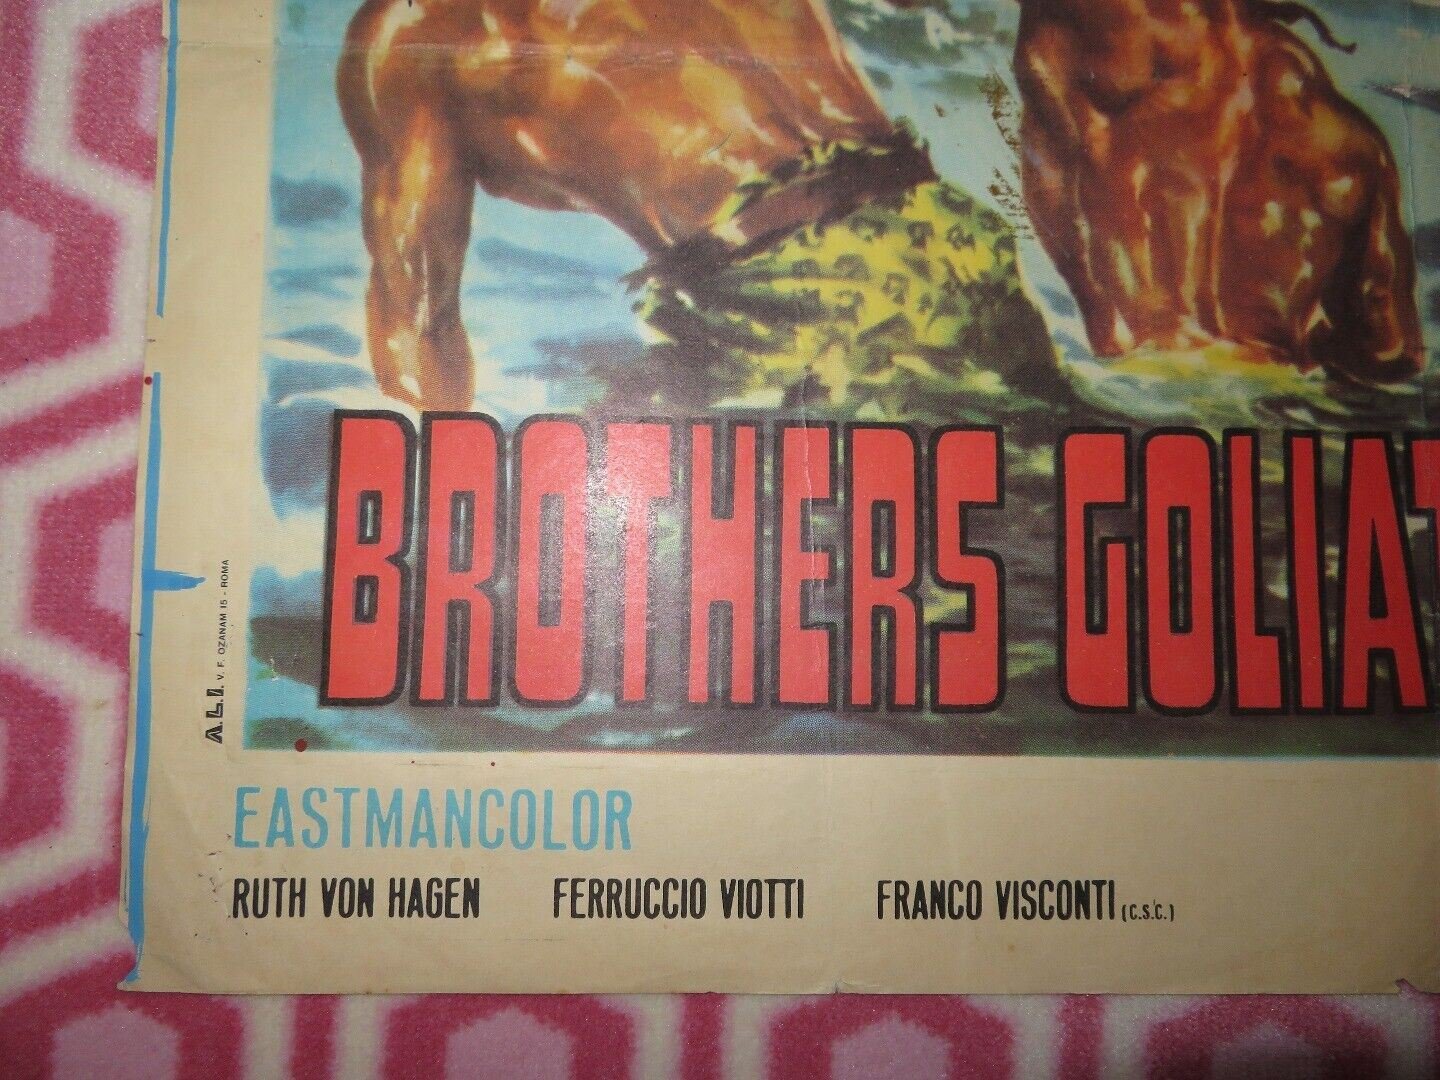 BROTHERS GOLIAT
A.L.I. V. F. OZANAM 15 - ROMA
EASTMANCOLOR
RUTH VON HAGEN FERRUCCIO VIOTTI FRANCO VISCONTI (C.S.C.)